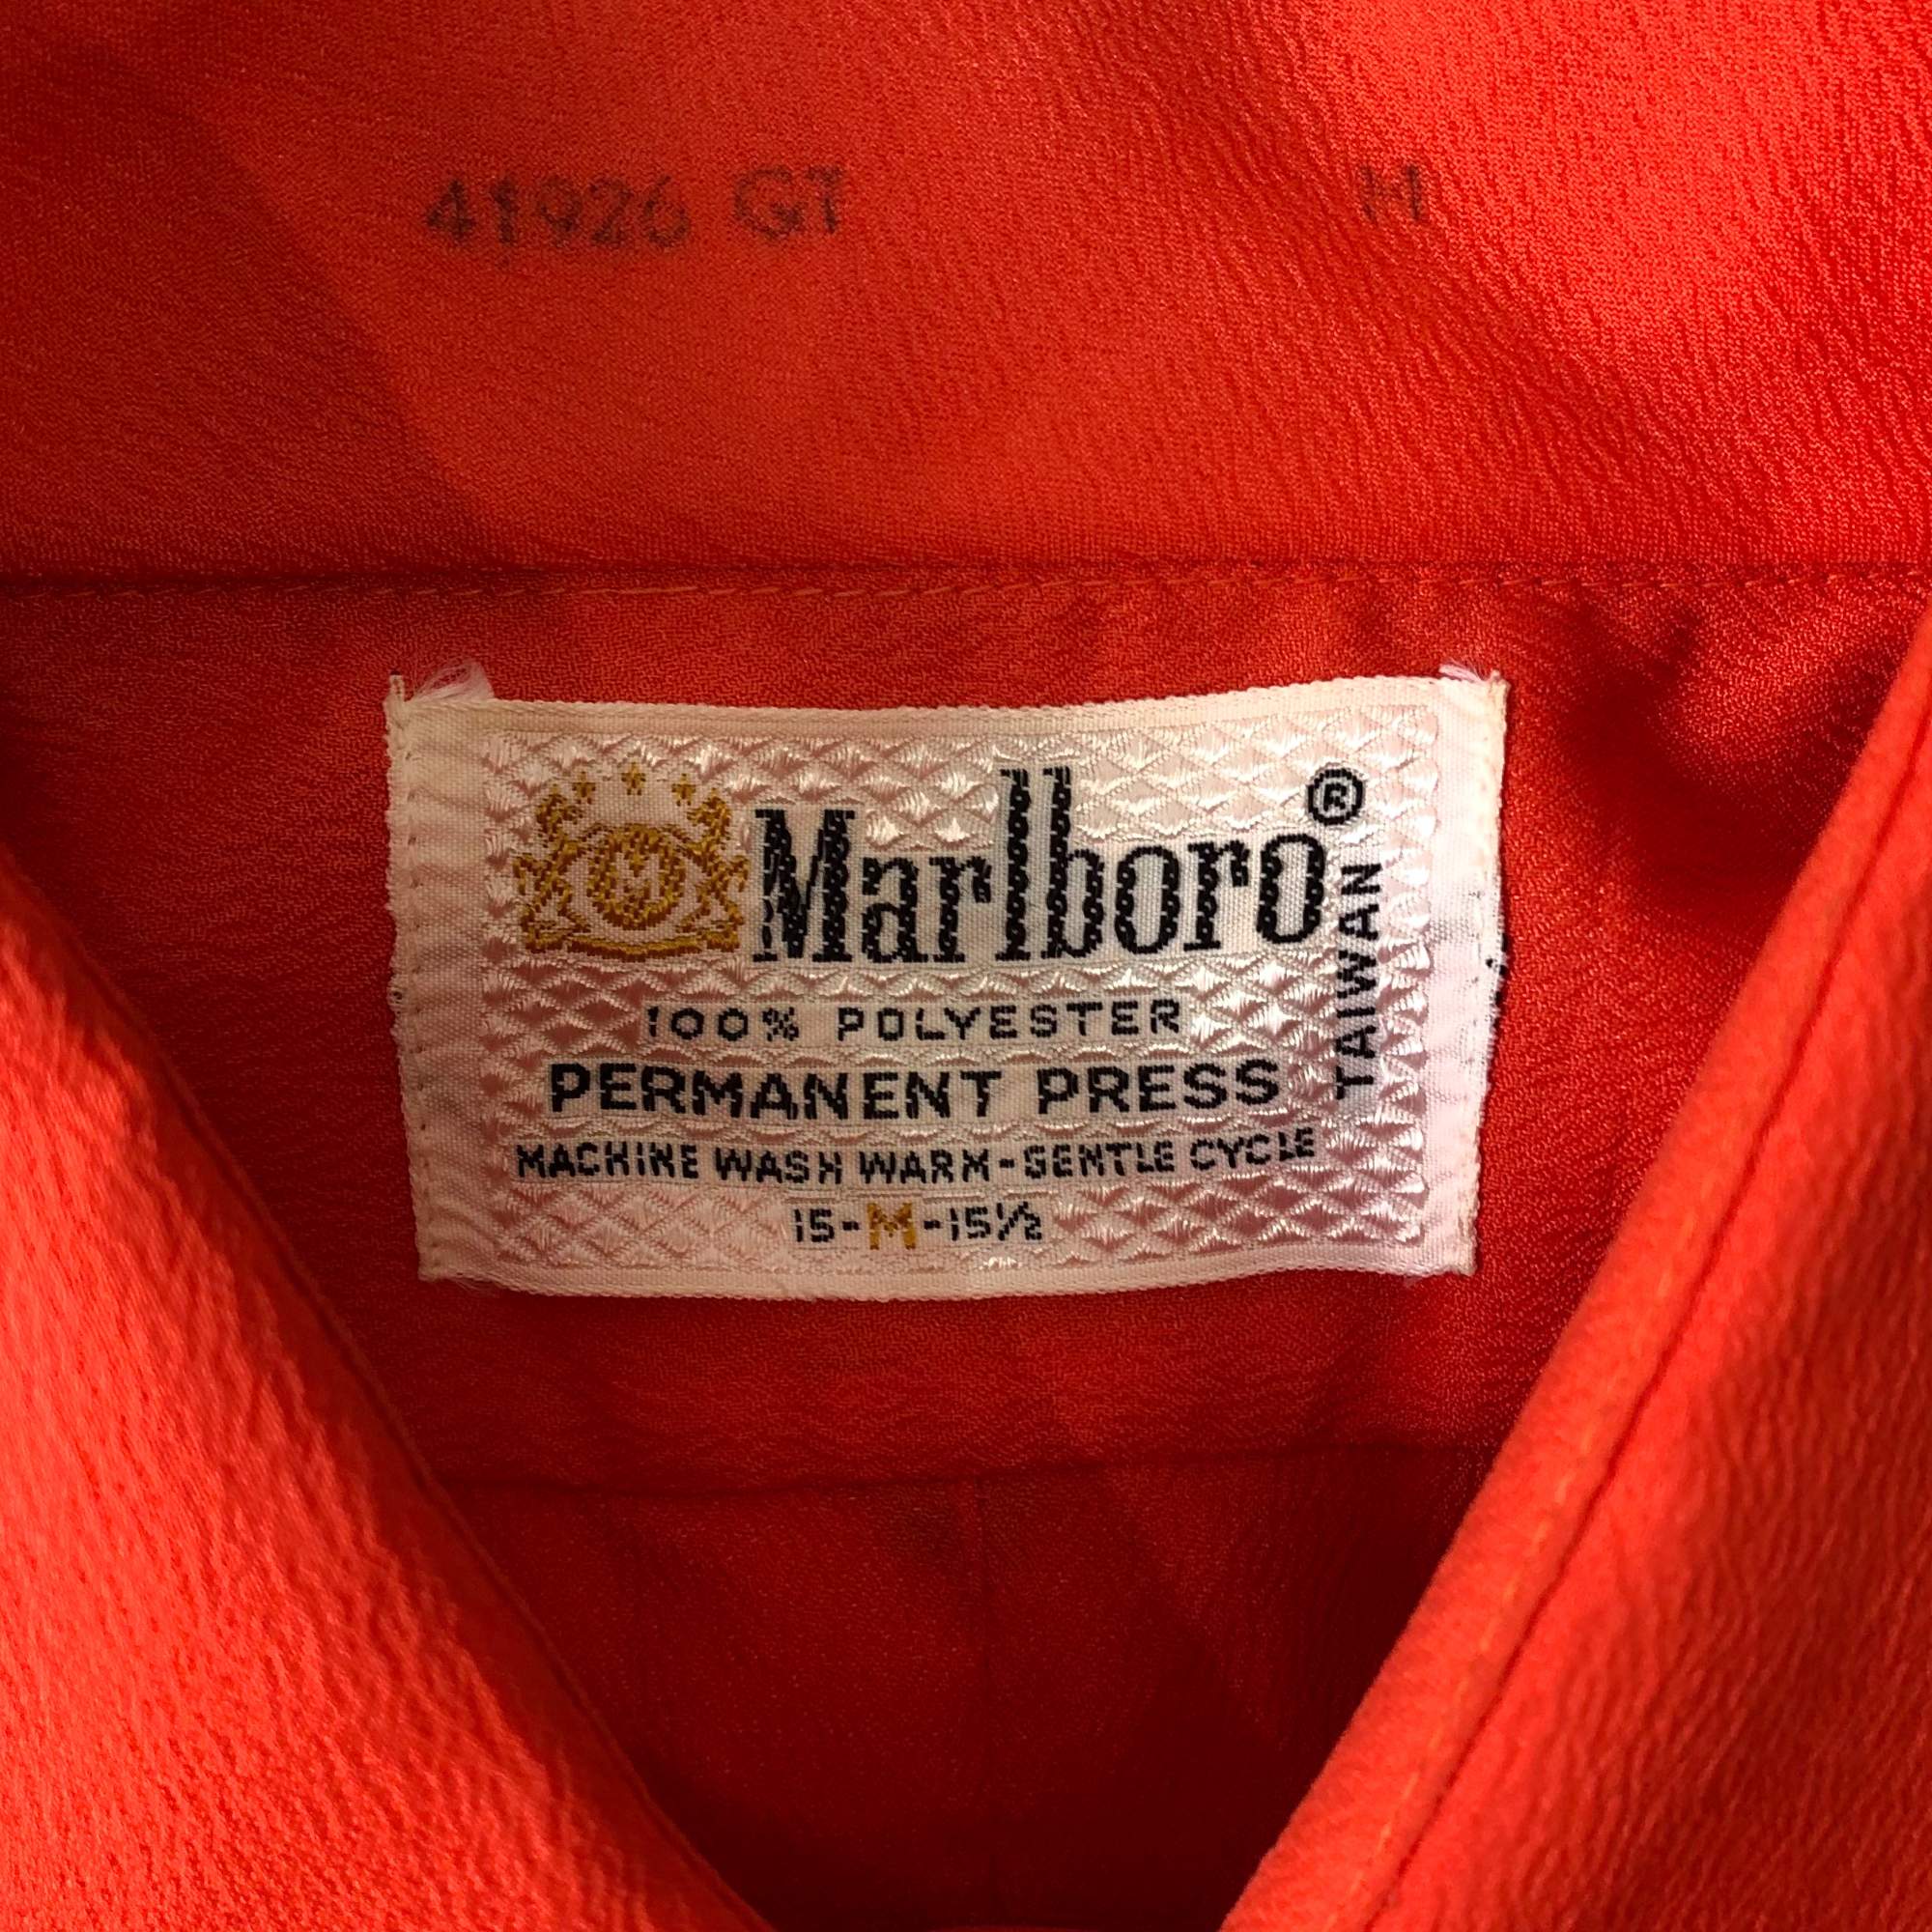 41926 GT M
Marlboro®
TAIWAN
100% POLYESTER
PERMANENT PRESS
MACHINE WASH WARM-GENTLE CYCLE
15-M-15½